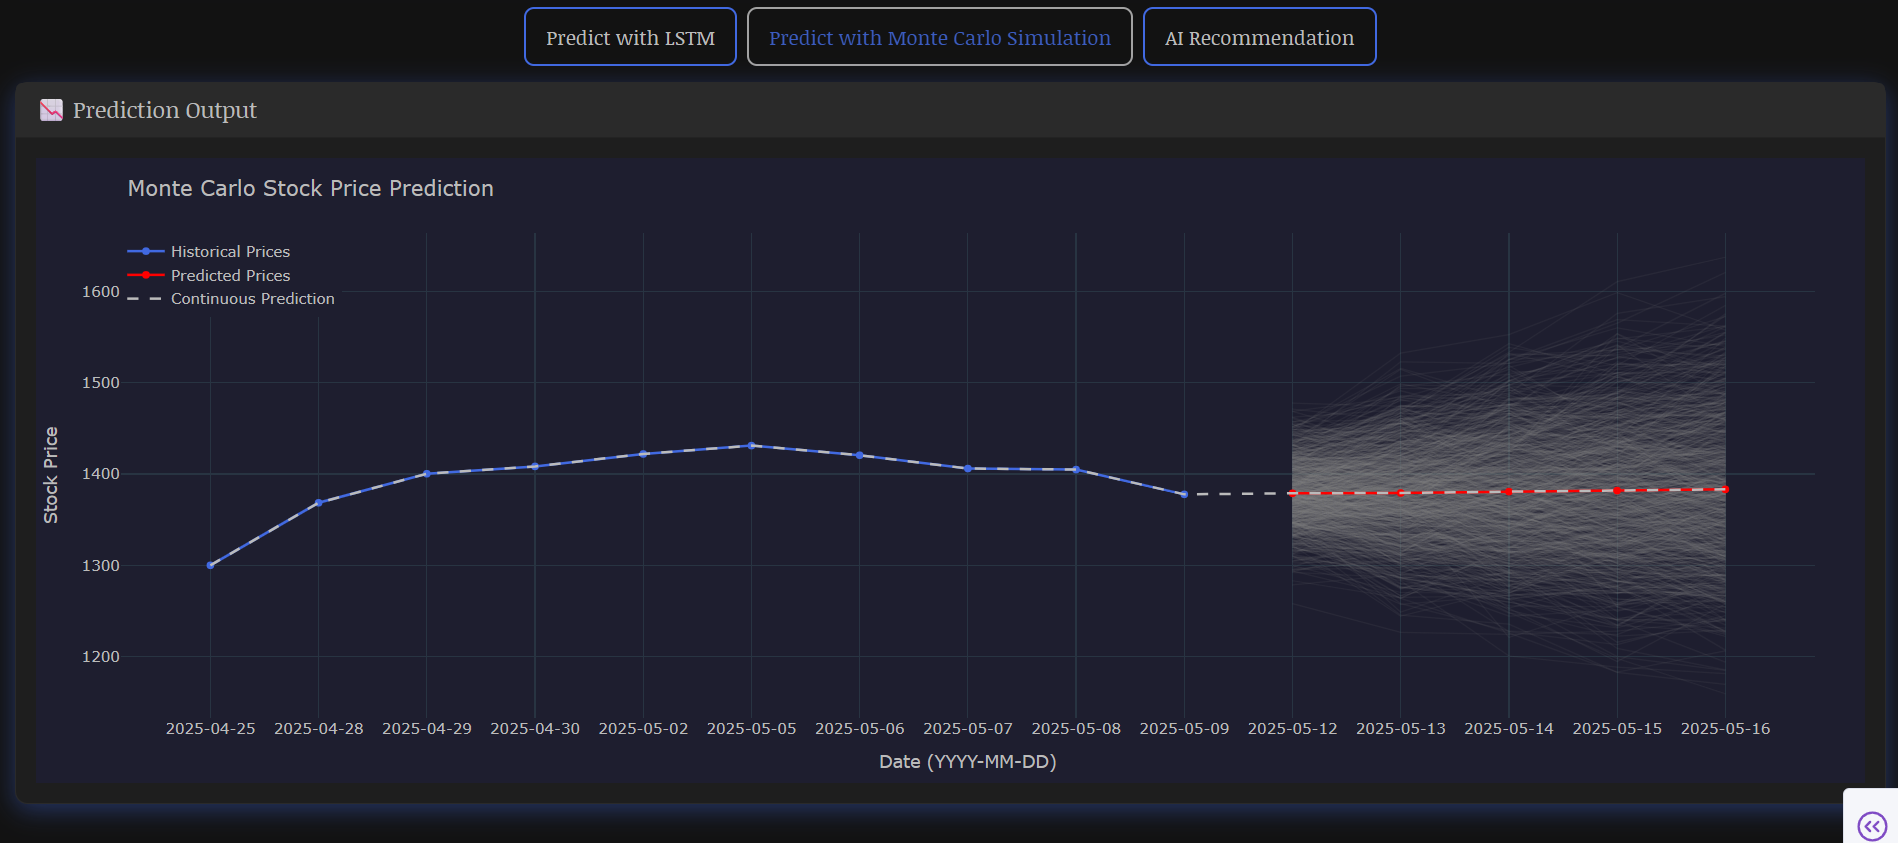 Predict with LSTM
Predict with Monte Carlo Simulation
AI Recommendation
Prediction Output
Monte Carlo Stock Price Prediction
Historical Prices
Predicted Prices
Continuous Prediction
1600
1500
1400
1300
1200
Stock Price
2025-04-25 2025-04-28 2025-04-29 2025-04-30 2025-05-02 2025-05-05 2025-05-06 2025-05-07 2025-05-08 2025-05-09 2025-05-12 2025-05-13 2025-05-14 2025-05-15 2025-05-16
Date (YYYY-MM-DD)